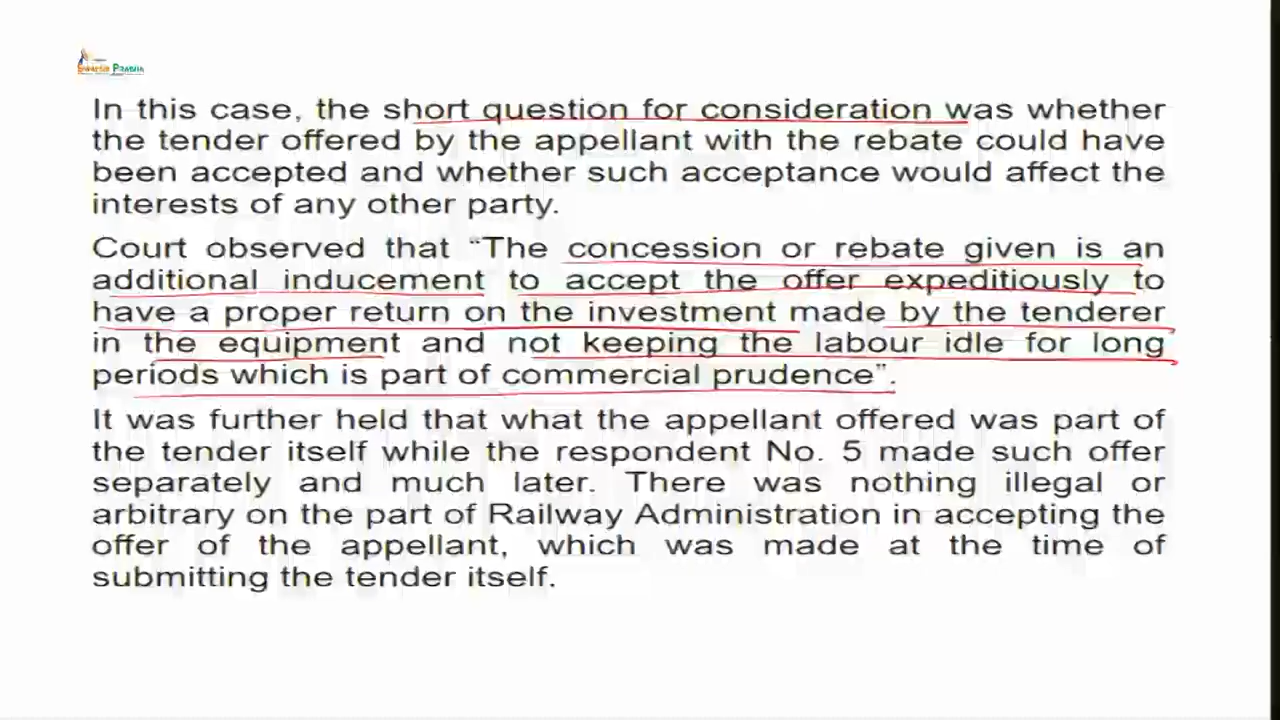 In this case, the short question for consideration was whether
the tender offered by the appellant with the rebate could have
been accepted and whether such acceptance would affect the
interests of any other party.
Court observed that “The concession or rebate given is an
additional inducement to accept the offer expeditiously to
have a proper return on the investment made by the tenderer
in the equipment and not keeping the labour idle for long
periods which is part of commercial prudence”.
It was further held that what the appellant offered was part of
the tender itself while the respondent No. 5 made such offer
separately and much later. There was nothing illegal or
arbitrary on the part of Railway Administration in accepting the
offer of the appellant, which was made at the time of
submitting the tender itself.